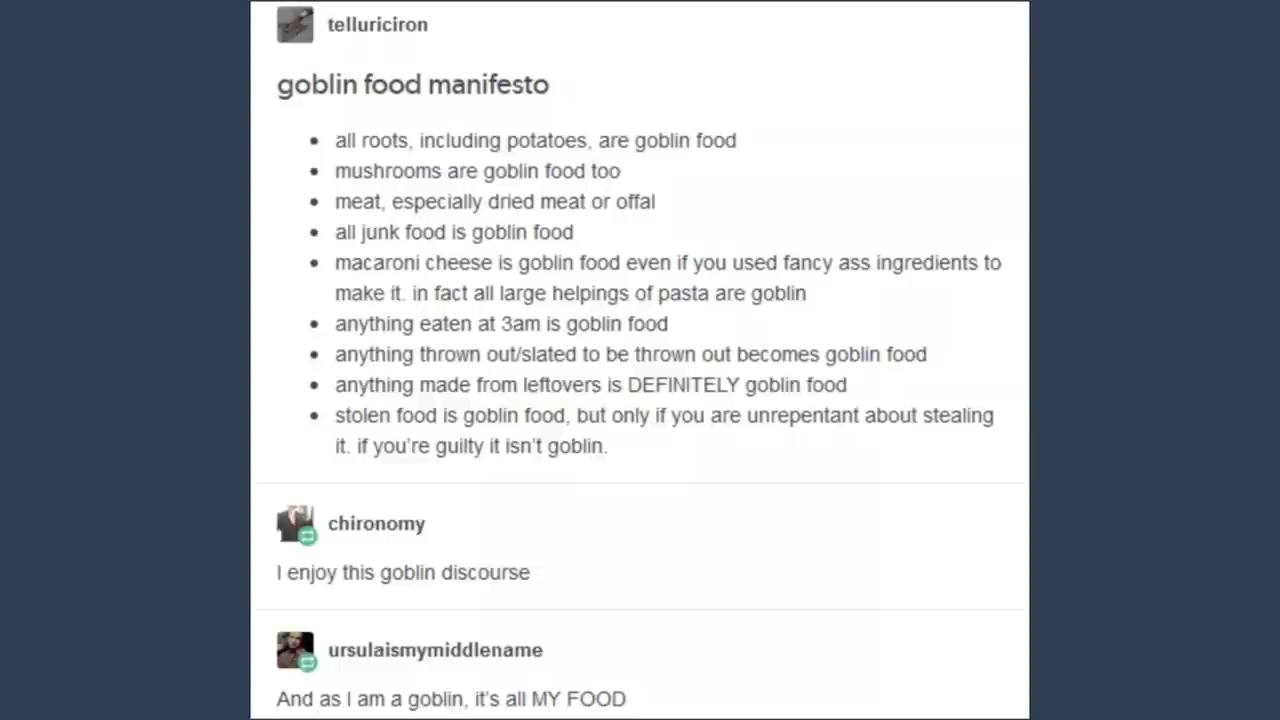 telluriciron
goblin food manifesto
• all roots, including potatoes, are goblin food
• mushrooms are goblin food too
• meat, especially dried meat or offal
• all junk food is goblin food
• macaroni cheese is goblin food even if you used fancy ass ingredients to
make it. in fact all large helpings of pasta are goblin
• anything eaten at 3am is goblin food
• anything thrown out/slated to be thrown out becomes goblin food
• anything made from leftovers is DEFINITELY goblin food
• stolen food is goblin food, but only if you are unrepentant about stealing
it. if you're guilty it isn't goblin.
chironomy
I enjoy this goblin discourse
ursulaismymiddlename
And as I am a goblin, it's all MY FOOD